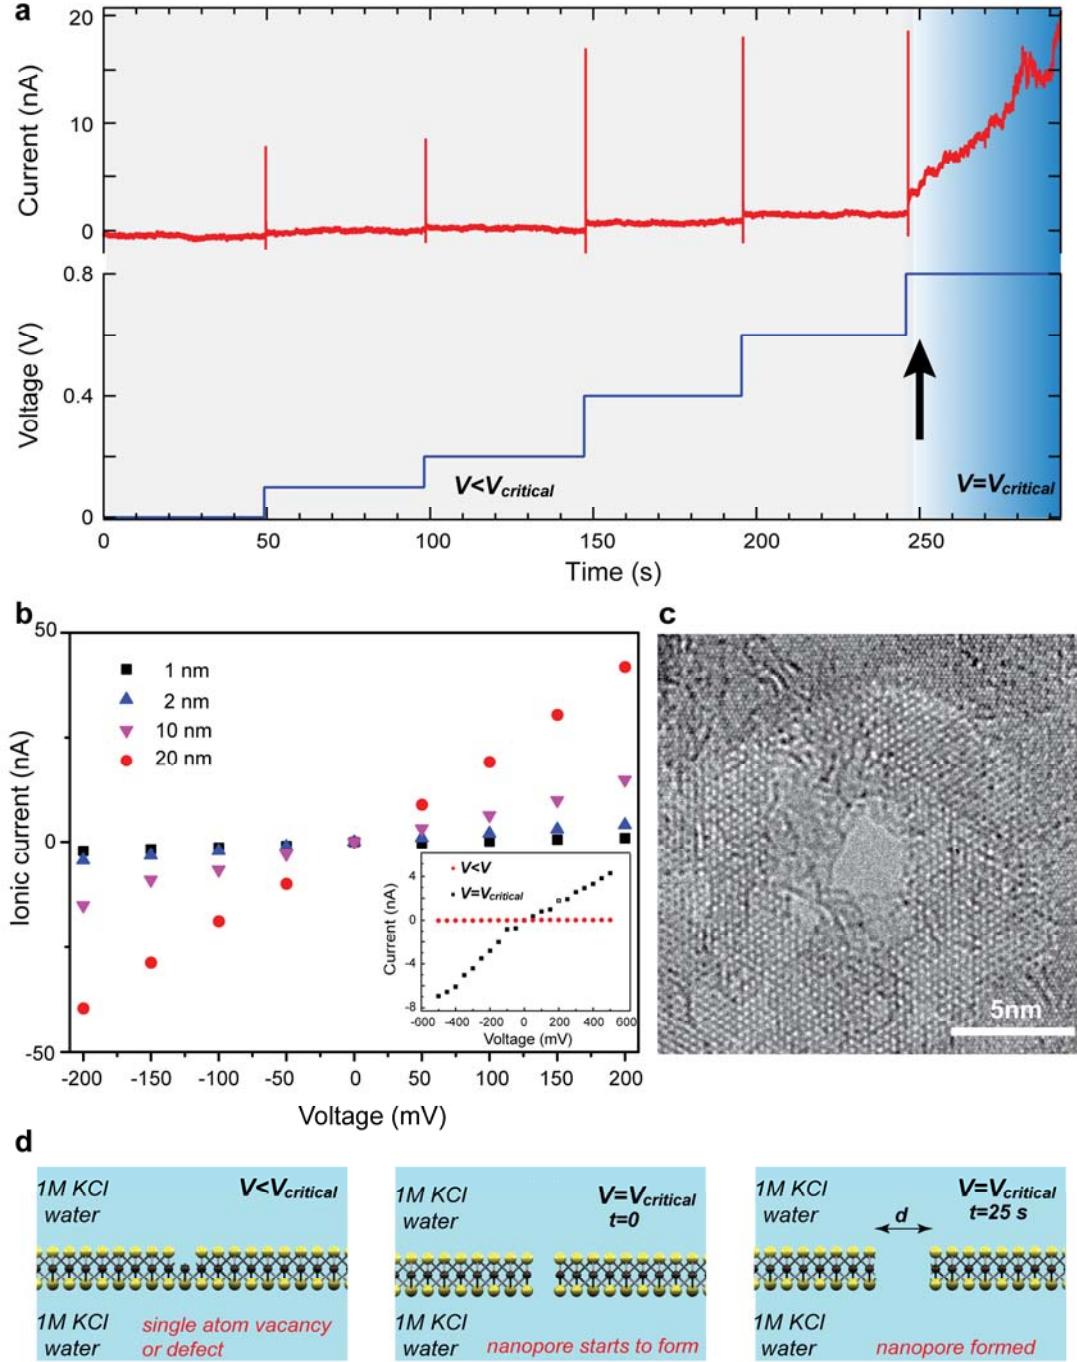 a
20
10
0
Current (nA)
0.8
0.4
0
Voltage (V)
V<Vcritical
V=Vcritical
0 50 100 150 200 250
Time (s)
b
50
0
-50
Ionic current (nA)
1 nm
2 nm
10 nm
20 nm
-200 -150 -100 -50 0 50 100 150 200
Voltage (mV)
V<V
V=Vcritical
4
0
-4
-8
Current (nA)
-600 -400 -200 0 200 400 600
Voltage (mV)
c
5nm
d
1M KCl
water
V<Vcritical
1M KCl
water
single atom vacancy
or defect
1M KCl
water
V=Vcritical
t=0
1M KCl
water
nanopore starts to form
1M KCl
water
V=Vcritical
t=25 s
d
1M KCl
water
nanopore formed